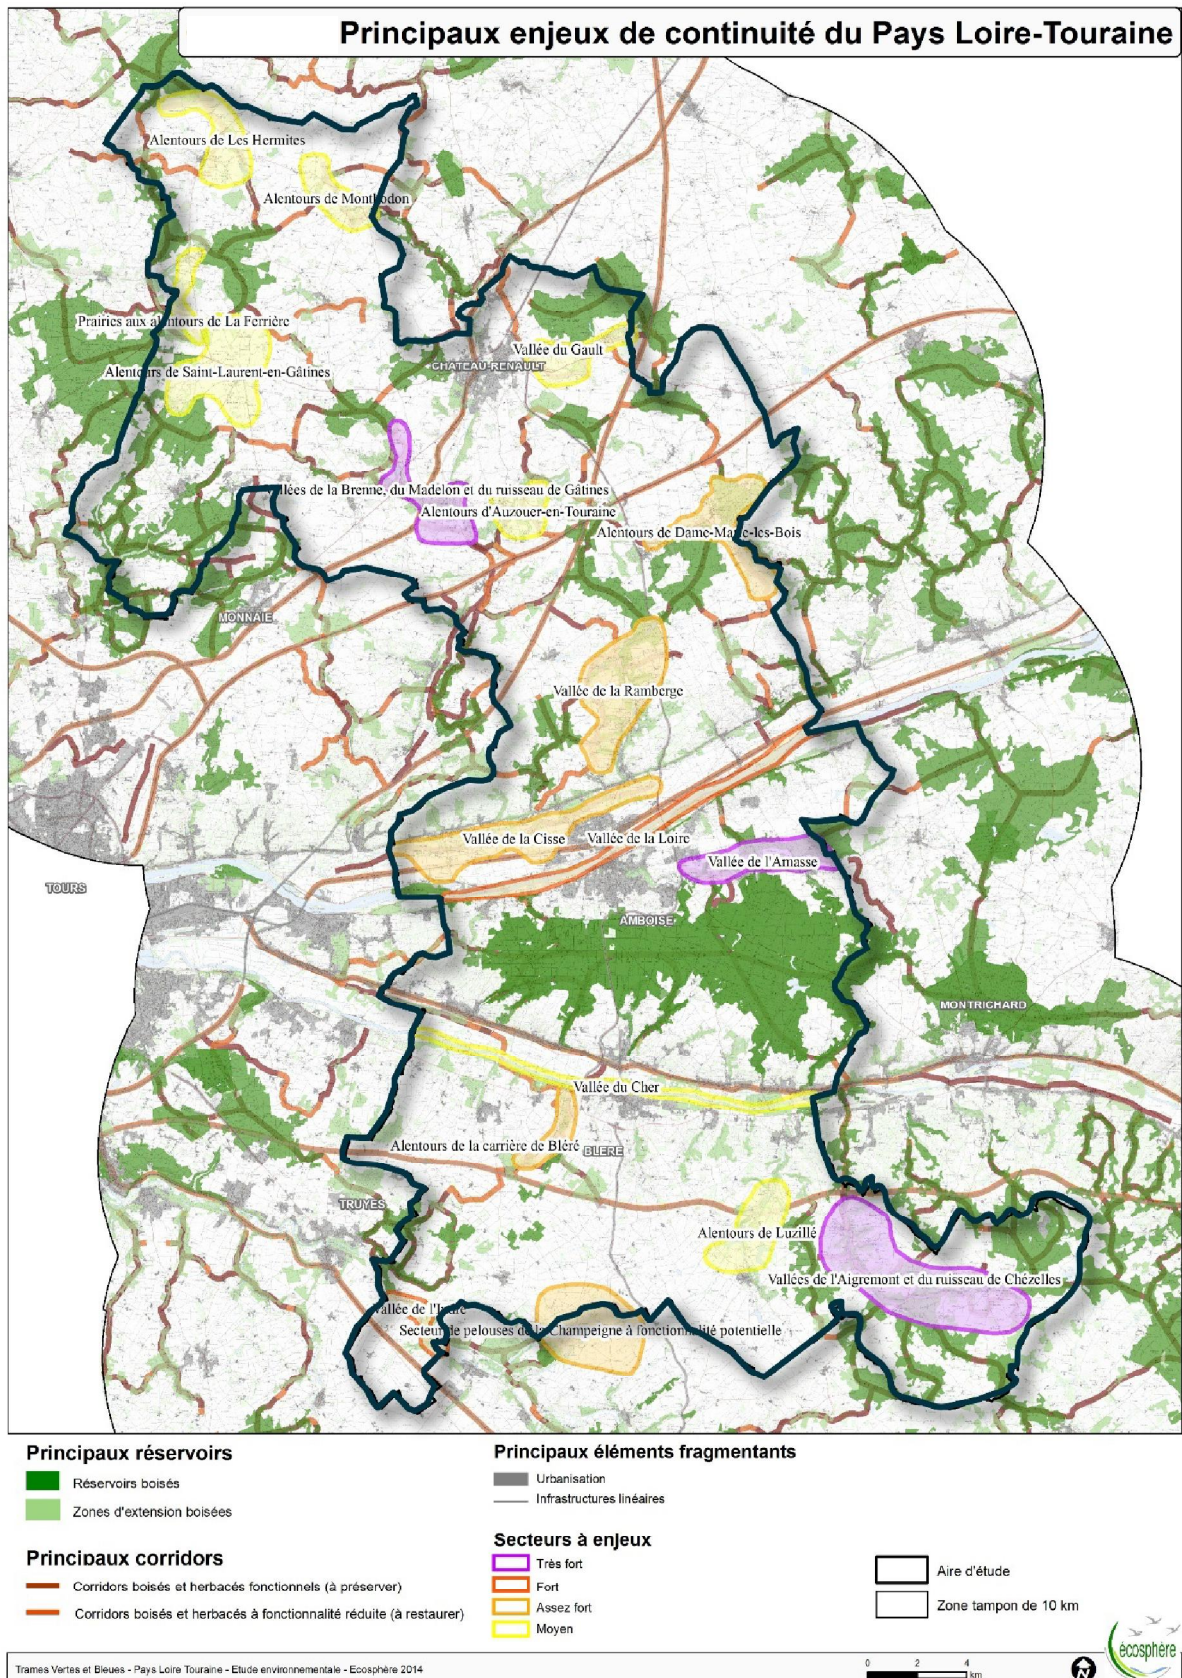 Principaux enjeux de continuité du Pays Loire-Touraine
Alentours de Les Hermites
Alentours de Monthodon
Prairies aux alentours de La Ferrière
Vallée du Gault
CHATEAU-RENAULT
Alentours de Saint-Laurent-en-Gâtines
llées de la Brenne, du Madelon et du ruisseau de Gâtines
Alentours d'Auzouer-en-Touraine
Alentours de Dame-Marie-les-Bois
MONNAIE
Vallée de la Ramberge
Vallée de la Cisse
Vallée de la Loire
Vallée de l'Amasse
TOURS
AMBOISE
MONTRICHARD
Vallée du Cher
Alentours de la carrière de Bléré
BLERE
TRUYES
Alentours de Luzillé
Vallées de l'Aigremont et du ruisseau de Chézelles
Vallée de l'Indre
Secteur de pelouses de la Champeigne à fonctionnalité potentielle
Principaux réservoirs
Réservoirs boisés
Zones d'extension boisées
Principaux corridors
Corridors boisés et herbacés fonctionnels (à préserver)
Corridors boisés et herbacés à fonctionnalité réduite (à restaurer)
Principaux éléments fragmentants
Urbanisation
Infrastructures linéaires
Secteurs à enjeux
Très fort
Fort
Assez fort
Moyen
Aire d'étude
Zone tampon de 10 km
écosphère
Trames Vertes et Bleues - Pays Loire Touraine - Etude environnementale - Ecosphère 2014
0 2 4
km